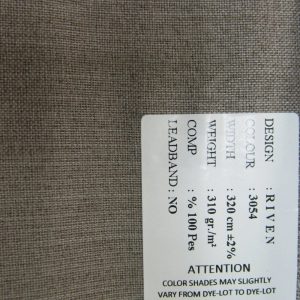 DESIGN : RIVEN
COLOUR : 3054
WIDTH : 320 cm ±2%
WEIGHT : 310 gr./m²
COMP : % 100 Pes
LEADBAND : NO
ATTENTION
COLOR SHADES MAY SLIGHTLY
VARY FROM DYE-LOT TO DYE-LOT